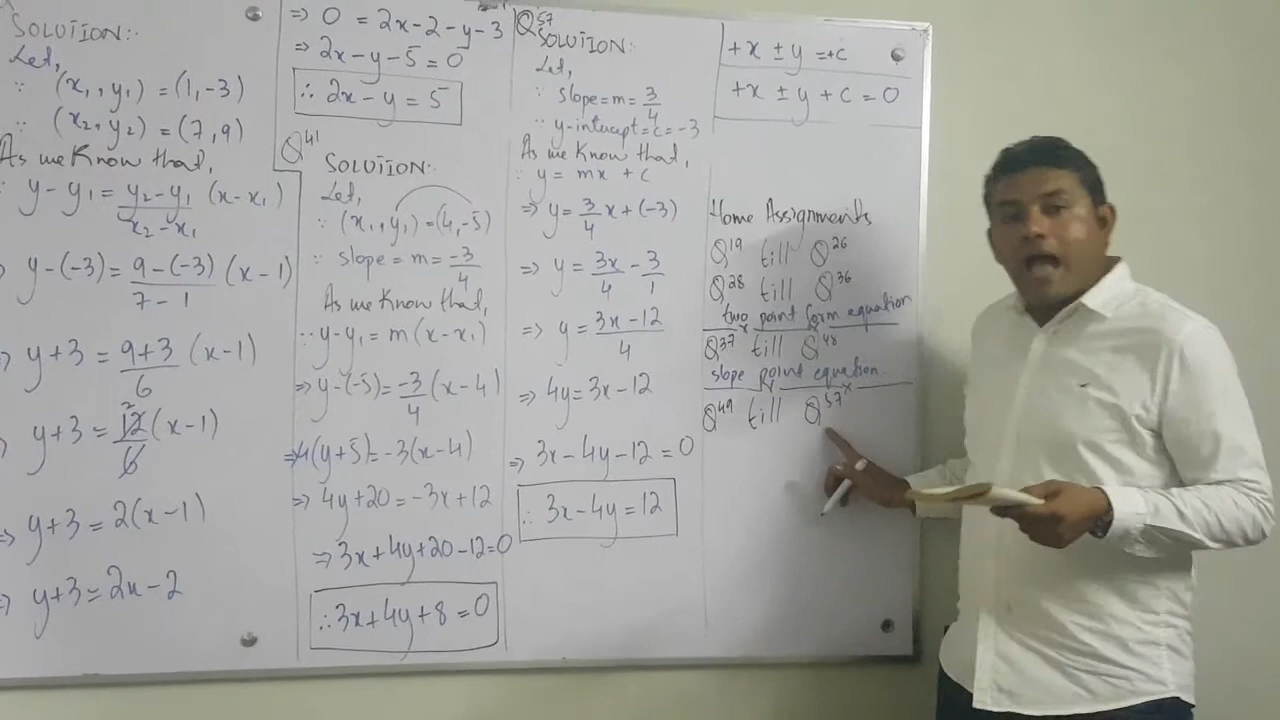 SOLUTION:-
Let,
∵ (x₁, y₁) = (1, -3)
∵ (x₂, y₂) = (7, 9)
As we Know that,
∵ y - y₁ = y₂-y₁/x₂-x₁ (x - x₁)
⇒ y-(-3) = 9-(-3)/7-1 (x-1)
⇒ y+3 = 9+3/6 (x-1)
⇒ y+3 = 12/6 (x-1)
⇒ y+3 = 2(x-1)
⇒ y+3 = 2x-2
⇒ 0 = 2x-2-y-3
⇒ 2x-y-5 = 0
∴ 2x-y = 5
Q41
SOLUTION:-
Let,
∵ (x₁, y₁) = (4, -5)
∵ slope = m = -3/4
As we Know that,
∵ y-y₁ = m(x-x₁)
⇒ y-(-5) = -3/4 (x-4)
⇒ 4(y+5) = -3(x-4)
⇒ 4y+20 = -3x+12
⇒ 3x+4y+20-12=0
∴ 3x+4y+8=0
Q57
SOLUTION:-
Let,
∵ slope = m = 3/4
∵ y-intercept = c = -3
As we Know that,
∵ y = mx + c
⇒ y = 3/4 x + (-3)
⇒ y = 3x/4 - 3/1
⇒ y = 3x-12/4
⇒ 4y = 3x-12
⇒ 3x-4y-12=0
∴ 3x-4y=12
+x ± y = +c
+x ± y + c = 0
Home Assignments
Q19 till Q26
Q28 till Q36
two point form equation
Q37 till Q48
slope point equation.
Q49 till Q57